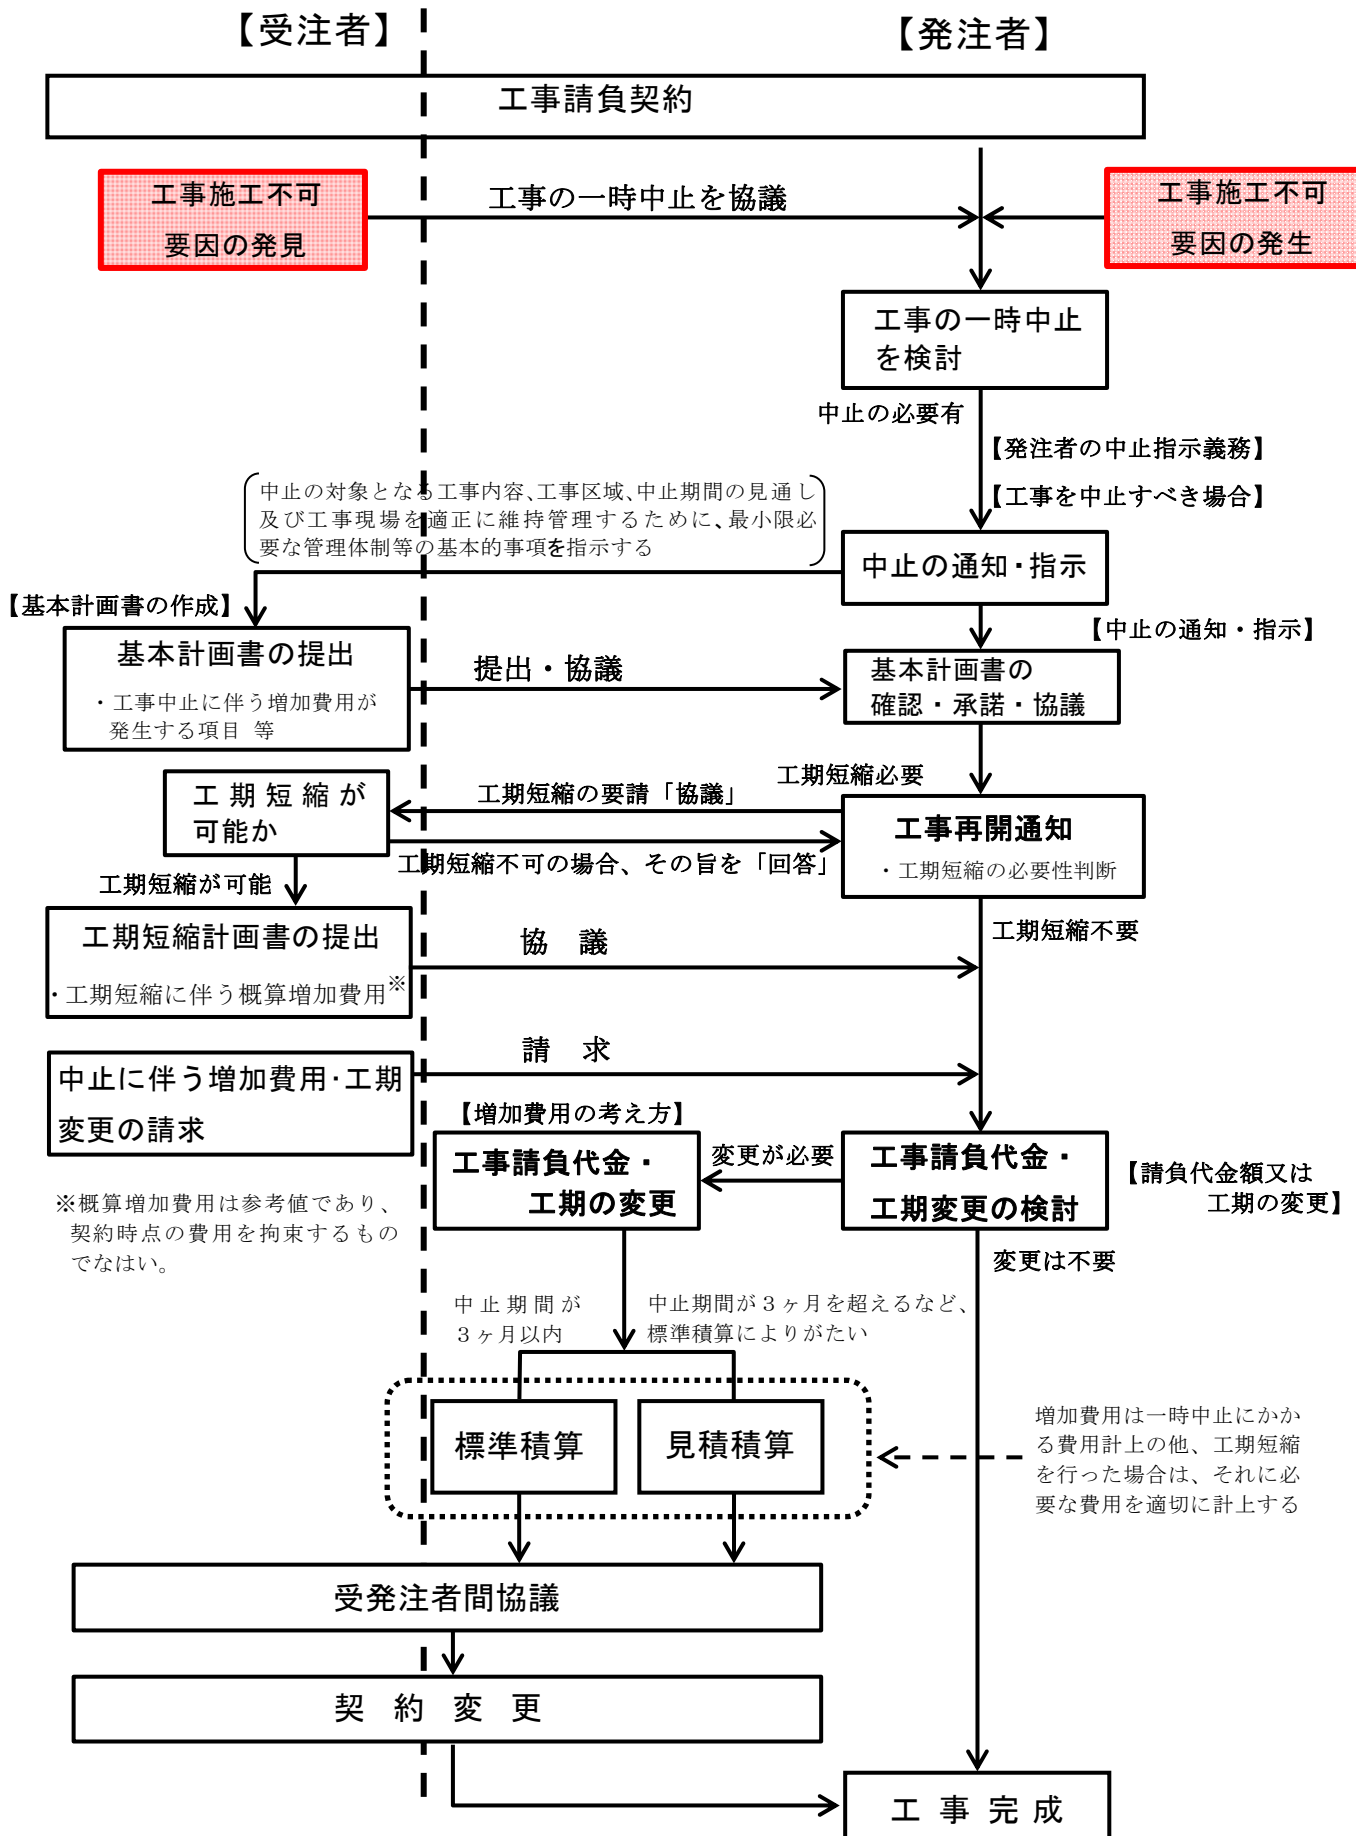 【受注者】
【発注者】
工事請負契約
工事施工不可
要因の発見
工事の一時中止を協議
工事施工不可
要因の発生
工事の一時中止
を検討
中止の必要有
【発注者の中止指示義務】
【工事を中止すべき場合】
中止の対象となる工事内容、工事区域、中止期間の見通し
及び工事現場を適正に維持管理するために、最小限必
要な管理体制等の基本的事項を指示する
中止の通知・指示
【基本計画書の作成】
【中止の通知・指示】
基本計画書の提出
・工事中止に伴う増加費用が
発生する項目 等
提出・協議
基本計画書の
確認・承諾・協議
工期短縮必要
工期短縮が
可能か
工期短縮の要請「協議」
工期短縮不可の場合、その旨を「回答」
工事再開通知
・工期短縮の必要性判断
工期短縮が可能
工期短縮不要
工期短縮計画書の提出
・工期短縮に伴う概算増加費用※
協 議
請 求
中止に伴う増加費用・工期
変更の請求
【増加費用の考え方】
工事請負代金・
工期の変更
変更が必要
工事請負代金・
工期変更の検討
【請負代金額又は
工期の変更】
※概算増加費用は参考値であり、
契約時点の費用を拘束するもの
でなはい。
変更は不要
中止期間が
３ヶ月以内
中止期間が３ヶ月を超えるなど、
標準積算によりがたい
標準積算
見積積算
増加費用は一時中止にかか
る費用計上の他、工期短縮
を行った場合は、それに必
要な費用を適切に計上する
受発注者間協議
契 約 変 更
工 事 完 成